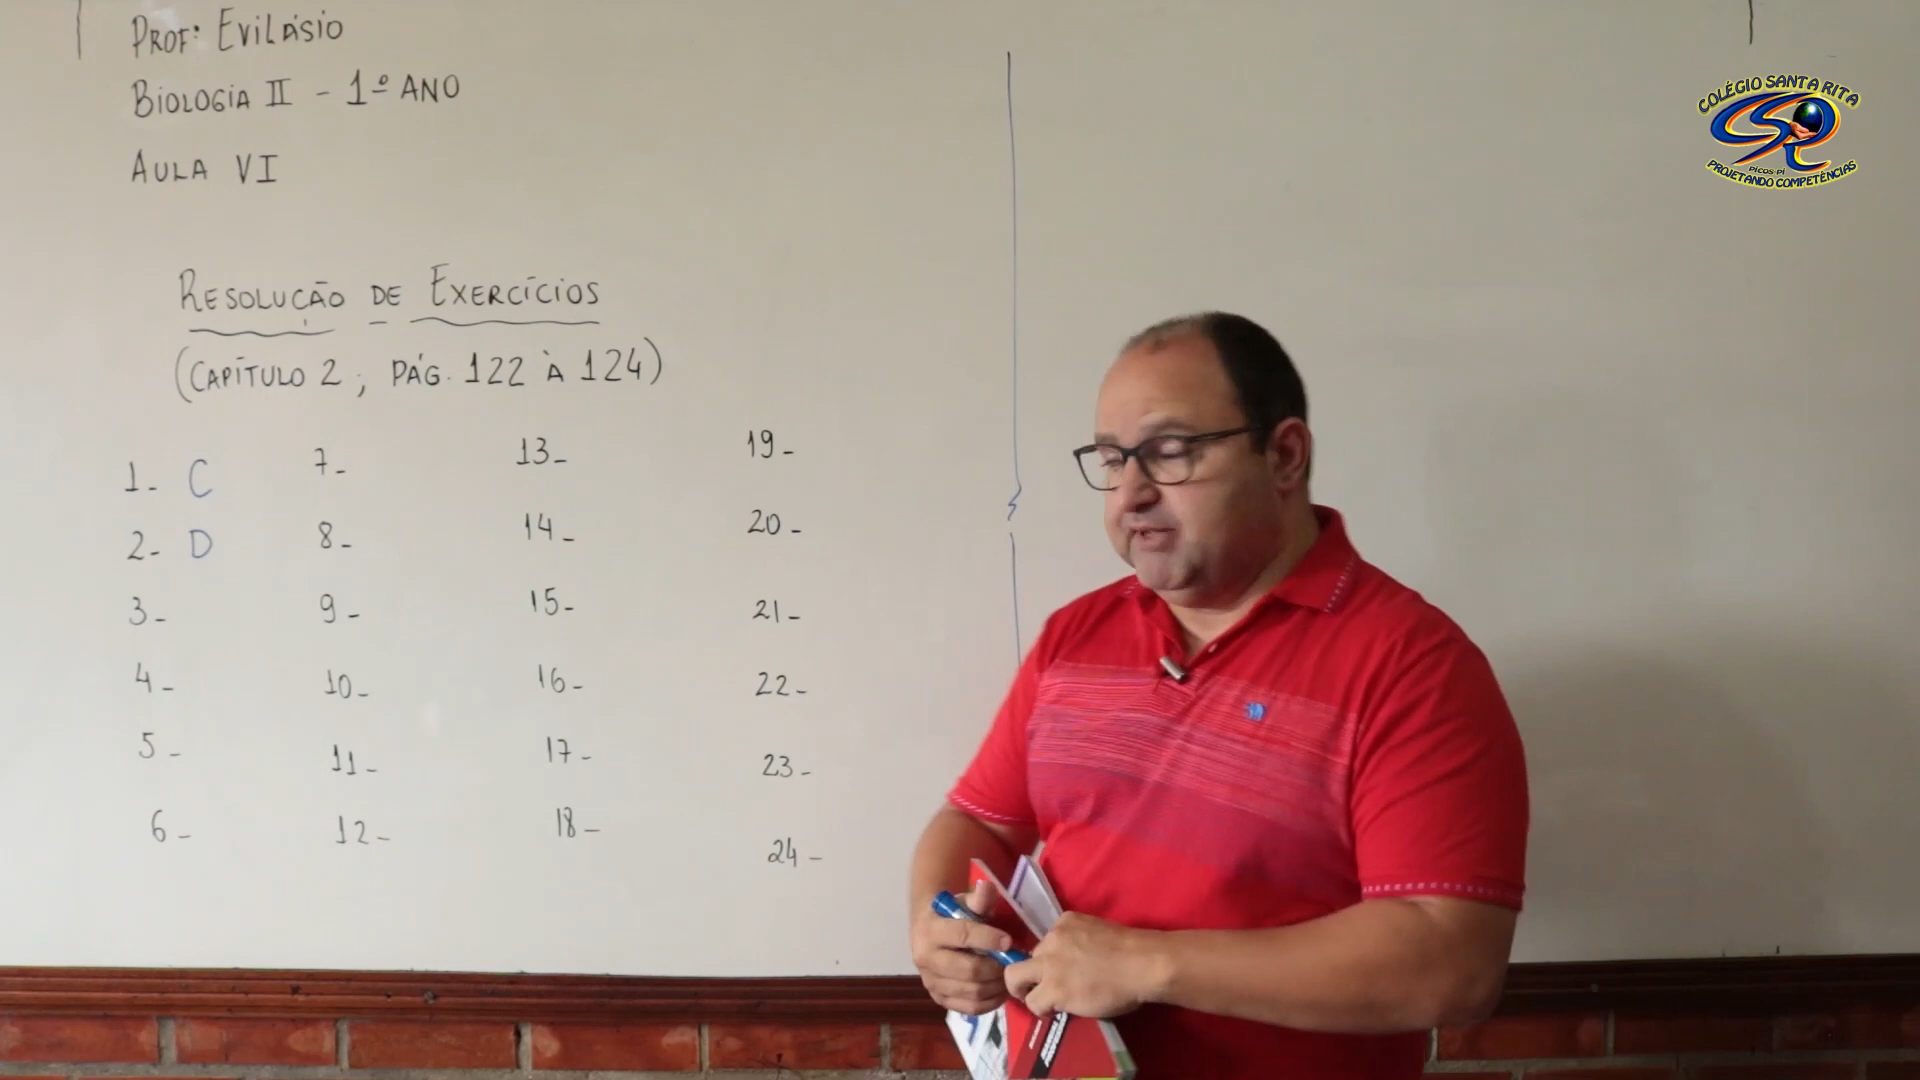 PROF: EVILÁSIO
BIOLOGIA II - 1º ANO
AULA VI
RESOLUÇÃO DE EXERCÍCIOS
(CAPÍTULO 2; PÁG. 122 À 124)
1- C
2- D
3-
4-
5-
6-
7-
8-
9-
10-
11-
12-
13-
14-
15-
16-
17-
18-
19-
20-
21-
22-
23-
24-
COLÉGIO SANTA RITA
CSR
PICOS-PI
PROJETANDO COMPETÊNCIAS